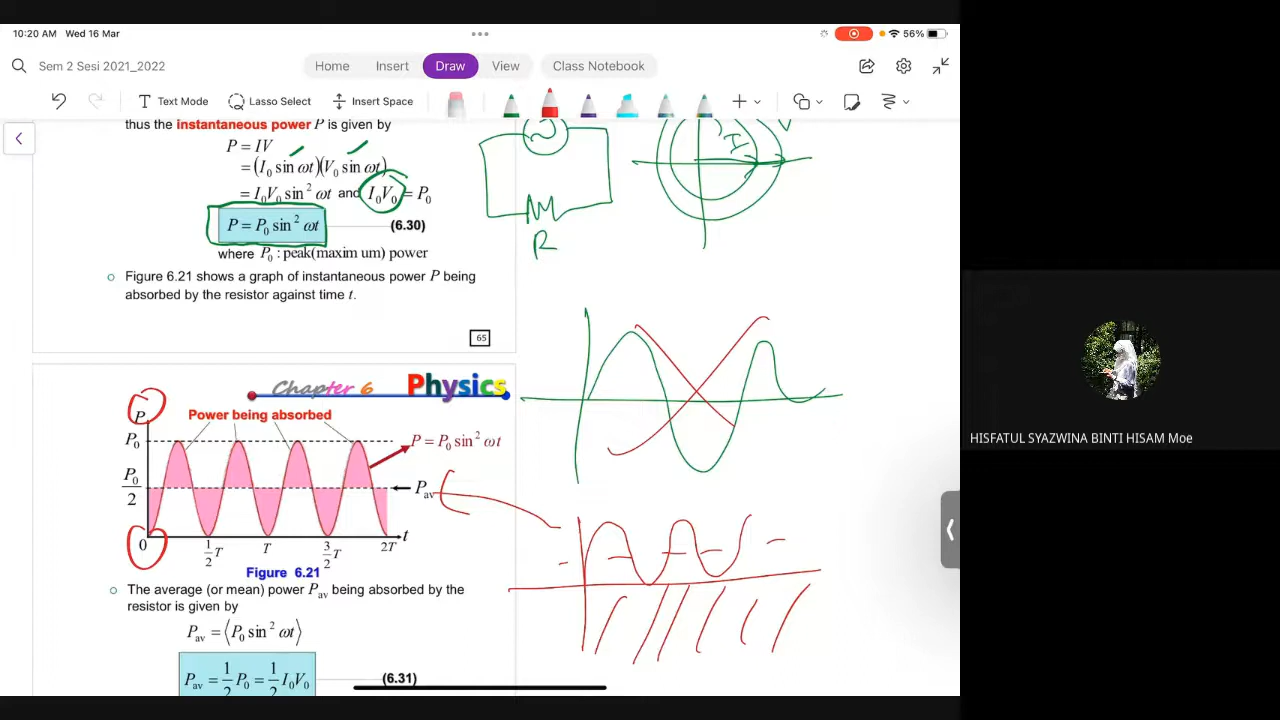 10:20 AM Wed 16 Mar
56%
Sem 2 Sesi 2021_2022
Home Insert Draw View Class Notebook
Text Mode Lasso Select Insert Space
thus the instantaneous power P is given by
P = IV
= (I₀ sin ωt)(V₀ sin ωt)
= I₀V₀ sin² ωt and I₀V₀ = P₀
P = P₀ sin² ωt (6.30)
where P₀ : peak(maxim um) power
Figure 6.21 shows a graph of instantaneous power P being
absorbed by the resistor against time t.
65
R
I
V
Chapter 6 Physics
P
Power being absorbed
P₀
P = P₀ sin² ωt
P₀/2
Pav
0
1/2 T T 3/2 T 2T t
Figure 6.21
The average (or mean) power Pav being absorbed by the
resistor is given by
Pav = ⟨P₀ sin² ωt⟩
Pav = 1/2 P₀ = 1/2 I₀V₀ (6.31)
HISFATUL SYAZWINA BINTI HISAM Moe